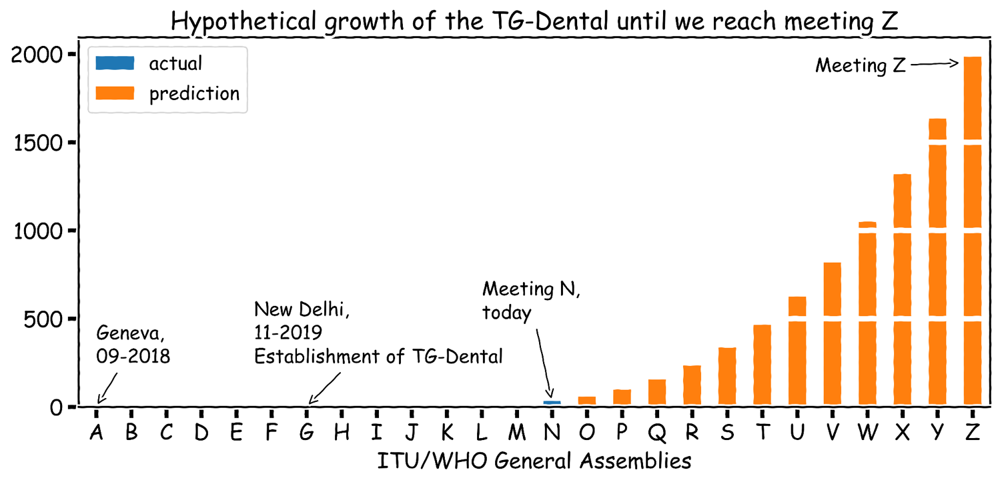 Hypothetical growth of the TG-Dental until we reach meeting Z
2000
1500
1000
500
0
actual
prediction
Meeting Z
Meeting N,
today
New Delhi,
11-2019
Establishment of TG-Dental
Geneva,
09-2018
A B C D E F G H I J K L M N O P Q R S T U V W X Y Z
ITU/WHO General Assemblies